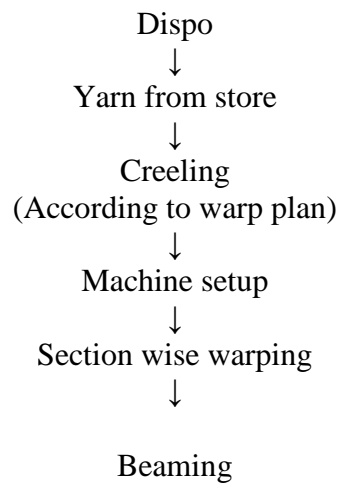 Dispo
↓
Yarn from store
↓
Creeling
(According to warp plan)
↓
Machine setup
↓
Section wise warping
↓
Beaming